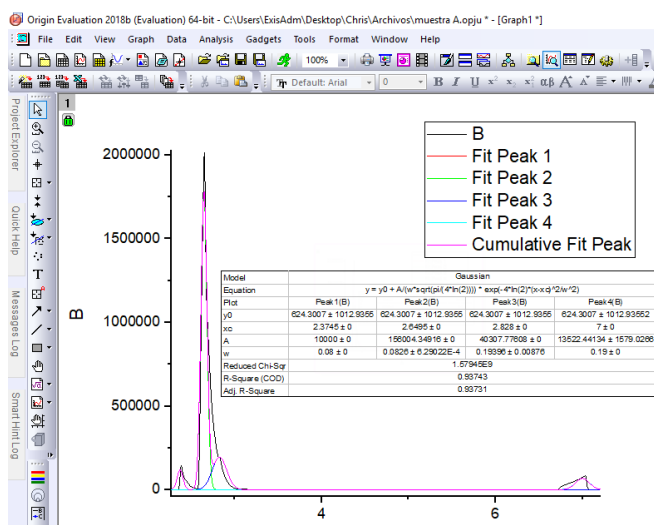 Origin Evaluation 2018b (Evaluation) 64-bit - C:\Users\ExisAdm\Desktop\Chris\Archivos\muestra A.opju * - [Graph1 *]
File Edit View Graph Data Analysis Gadgets Tools Format Window Help
100%
Default: Arial 0 B I U x² x₂ αβ A A
1
Project Explorer
Quick Help
Messages Log
Smart Hint Log
T
B
Fit Peak 1
Fit Peak 2
Fit Peak 3
Fit Peak 4
Cumulative Fit Peak
2000000
1500000
1000000
500000
0
B
4 6
Model Gaussian
Equation y = y0 + A/(w*sqrt(pi/(4*ln(2)))) * exp(-4*ln(2)*(x-xc)^2/w^2)
Plot Peak1(B) Peak2(B) Peak3(B) Peak4(B)
y0 624.3007 ± 1012.9355 624.3007 ± 1012.9355 624.3007 ± 1012.9355 624.3007 ± 1012.93552
xc 2.3745 ± 0 2.6495 ± 0 2.828 ± 0 7 ± 0
A 10000 ± 0 156004.34916 ± 0 40307.77608 ± 0 13522.44134 ± 1579.0266
w 0.08 ± 0 0.0826 ± 6.29022E-4 0.19396 ± 0.00876 0.19 ± 0
Reduced Chi-Sqr 1.57945E9
R-Square (COD) 0.93743
Adj. R-Square 0.93731